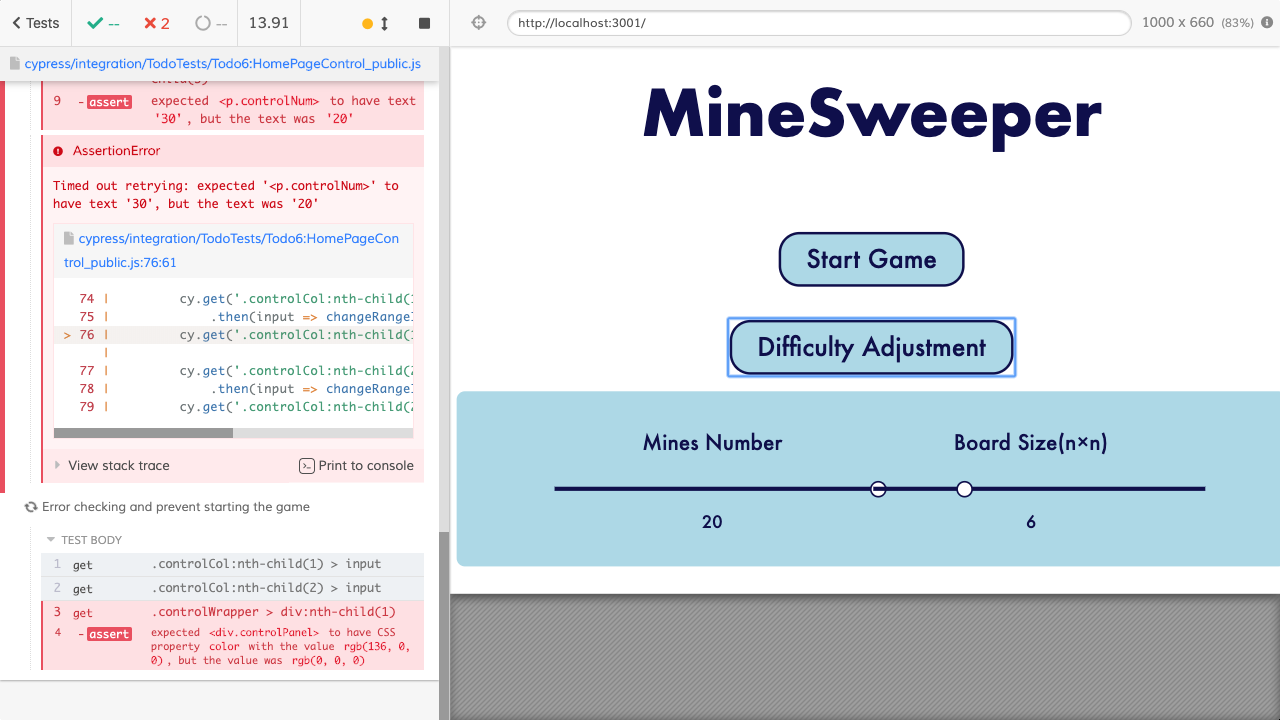 Tests
--
2
--
13.91
http://localhost:3001/
1000 x 660 (83%)
cypress/integration/TodoTests/Todo6:HomePageControl_public.js
9 - assert expected <p.controlNum> to have text
'30', but the text was '20'
AssertionError
Timed out retrying: expected '<p.controlNum>' to
have text '30', but the text was '20'
cypress/integration/TodoTests/Todo6:HomePageCon
trol_public.js:76:61
74 | cy.get('.controlCol:nth-child(1
75 | .then(input => changeRangeI
> 76 | cy.get('.controlCol:nth-child(1
|
77 | cy.get('.controlCol:nth-child(2
78 | .then(input => changeRangeI
79 | cy.get('.controlCol:nth-child(2
View stack trace
Print to console
Error checking and prevent starting the game
TEST BODY
1 get .controlCol:nth-child(1) > input
2 get .controlCol:nth-child(2) > input
3 get .controlWrapper > div:nth-child(1)
4 - assert expected <div.controlPanel> to have CSS
property color with the value rgb(136, 0,
0), but the value was rgb(0, 0, 0)
MineSweeper
Start Game
Difficulty Adjustment
Mines Number
Board Size(n×n)
20
6